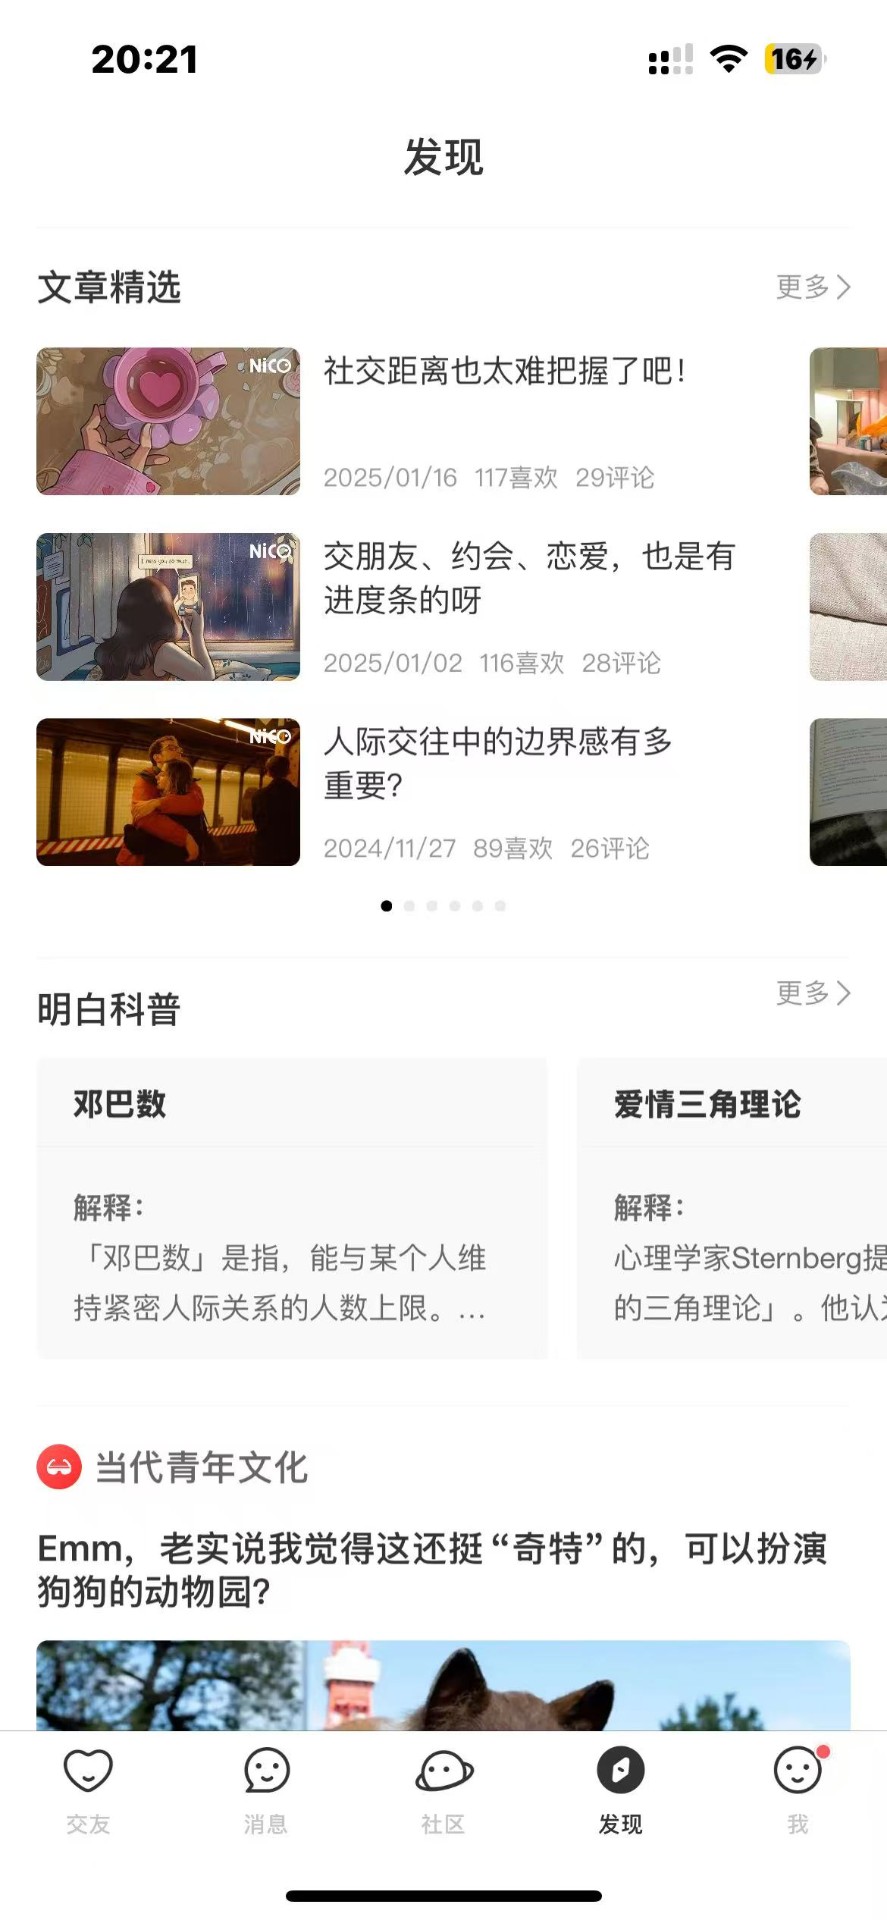 20:21
16
发现
文章精选
更多
NiCO
社交距离也太难把握了吧！
2025/01/16 117喜欢 29评论
NiCO
交朋友、约会、恋爱，也是有
进度条的呀
2025/01/02 116喜欢 28评论
NiCO
人际交往中的边界感有多
重要？
2024/11/27 89喜欢 26评论
明白科普
更多
邓巴数
解释：
「邓巴数」是指，能与某个人维
持紧密人际关系的人数上限。...
爱情三角理论
解释：
心理学家Sternberg提
的三角理论」。他认
当代青年文化
Emm，老实说我觉得这还挺“奇特”的，可以扮演
狗狗的动物园？
交友
消息
社区
发现
我